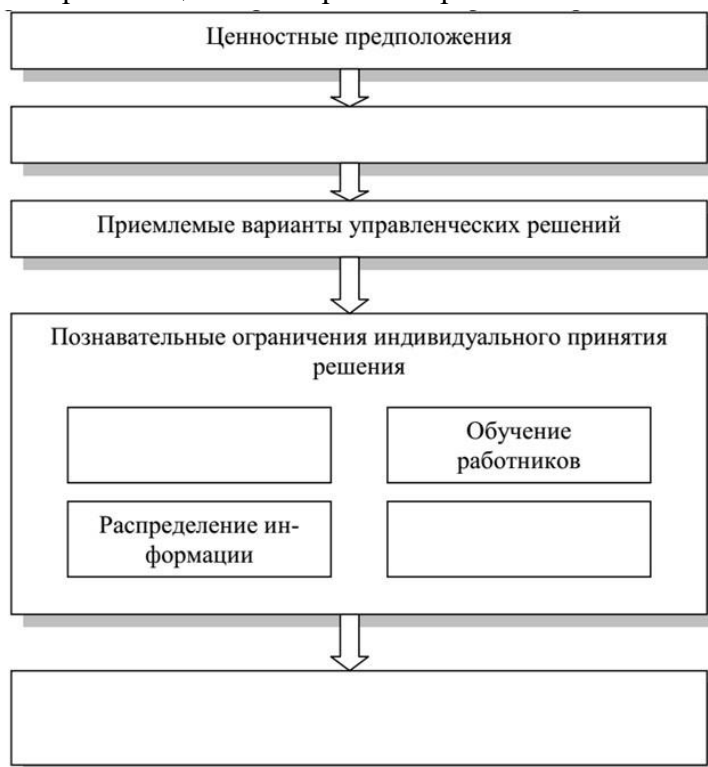 Ценностные предположения
Приемлемые варианты управленческих решений
Познавательные ограничения индивидуального принятия
решения
Обучение
работников
Распределение ин-
формации